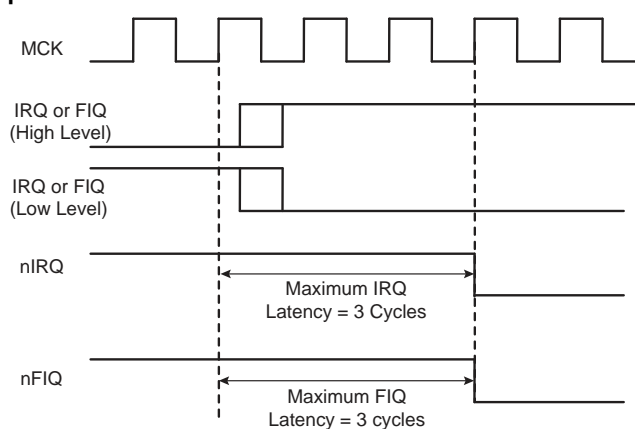 MCK
IRQ or FIQ
(High Level)
IRQ or FIQ
(Low Level)
nIRQ
Maximum IRQ
Latency = 3 Cycles
nFIQ
Maximum FIQ
Latency = 3 cycles